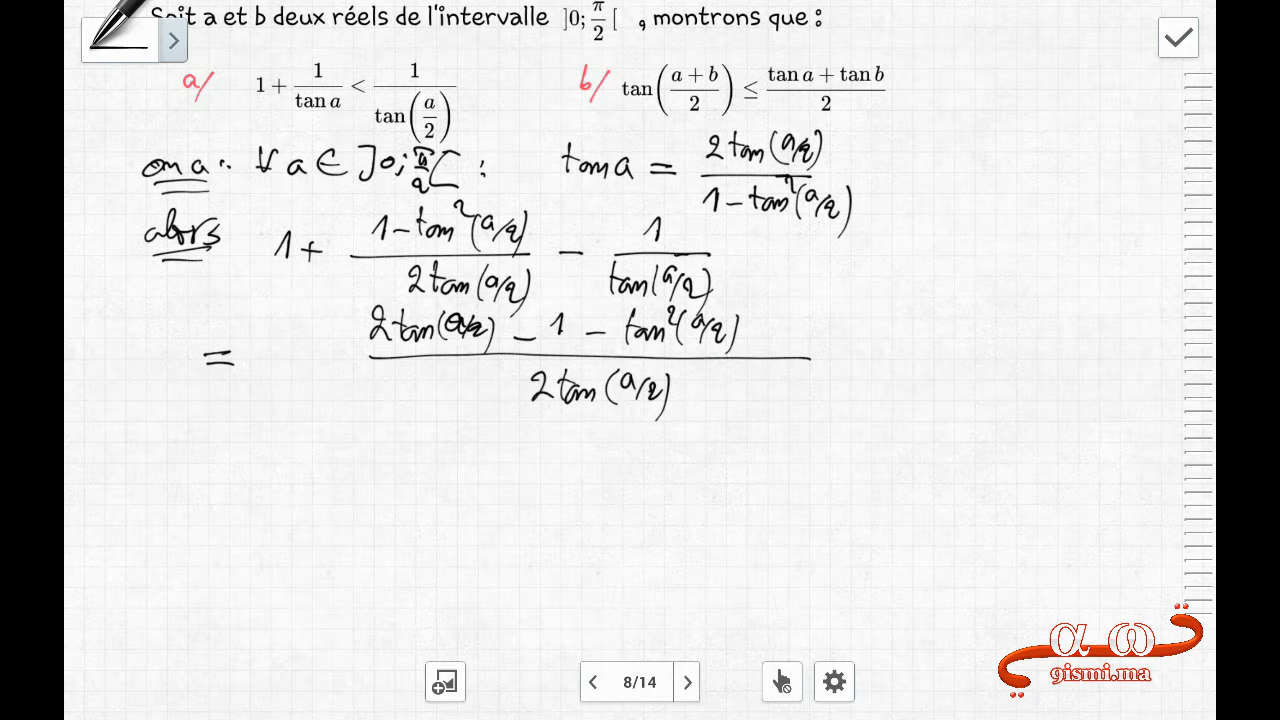 Soit a et b deux réels de l'intervalle ]0; π/2 [ , montrons que :
a/ 1 + 1/tan a < 1/tan(a/2) b/ tan((a+b)/2) ≤ (tan a + tan b)/2
on a : ∀ a ∈ ]0; π/2[ : tan a = 2tan(a/2) / (1 - tan²(a/2))
alors 1 + (1 - tan²(a/2)) / (2tan(a/2)) - 1/tan(a/2)
= (2tan(a/2) - 1 - tan²(a/2)) / (2tan(a/2))
α ω
9ismi.ma
8/14